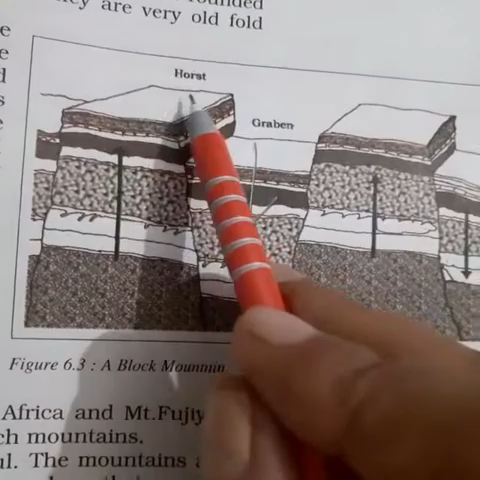 rounded
they are very old fold
Horst
Graben
Figure 6.3 : A Block Mountain
Africa and Mt.Fujiy
ch mountains.
ul. The mountains